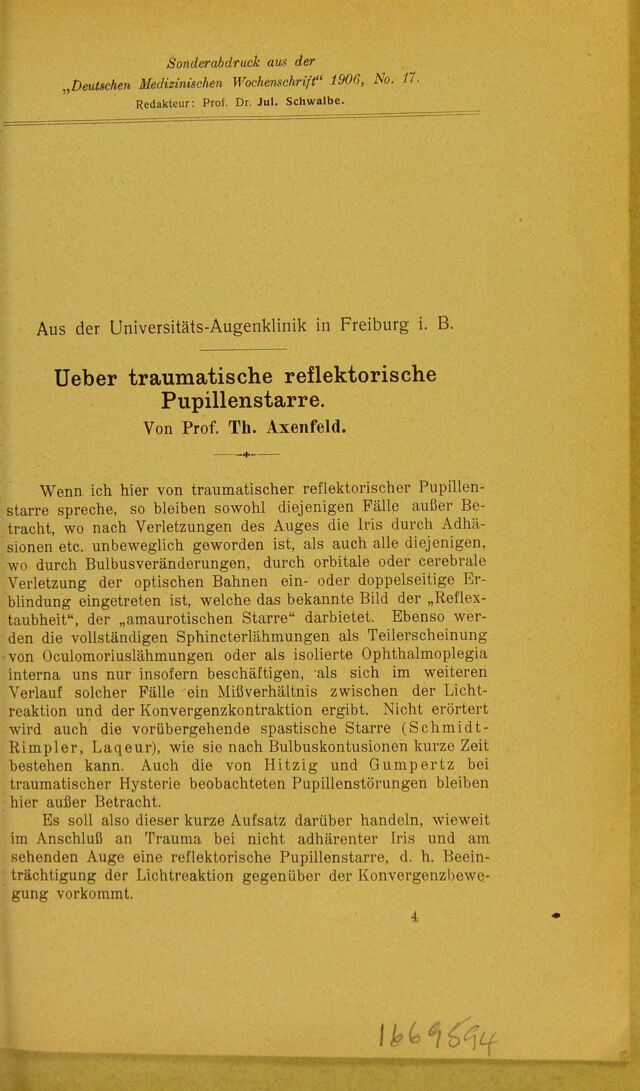 Sonderabdruck aus der
„Deutschen Medizinischen Wochenschrift“ 1906, No. 17.
Redakteur: Prof. Dr. Jul. Schwalbe.
Aus der Universitäts-Augenklinik in Freiburg i. B.
Ueber traumatische reflektorische
Pupillenstarre.
Von Prof. Th. Axenfeld.
Wenn ich hier von traumatischer reflektorischer Pupillen-
starre spreche, so bleiben sowohl diejenigen Fälle außer Be-
tracht, wo nach Verletzungen des Auges die Iris durch Adhä-
sionen etc. unbeweglich geworden ist, als auch alle diejenigen,
wo durch Bulbusveränderungen, durch orbitale oder cerebrale
Verletzung der optischen Bahnen ein- oder doppelseitige Er-
blindung eingetreten ist, welche das bekannte Bild der „Reflex-
taubheit“, der „amaurotischen Starre“ darbietet. Ebenso wer-
den die vollständigen Sphincterlähmungen als Teilerscheinung
von Oculomoriuslähmungen oder als isolierte Ophthalmoplegia
interna uns nur insofern beschäftigen, als sich im weiteren
Verlauf solcher Fälle ein Mißverhältnis zwischen der Licht-
reaktion und der Konvergenzkontraktion ergibt. Nicht erörtert
wird auch die vorübergehende spastische Starre (Schmidt-
Rimpler, Laqeur), wie sie nach Bulbuskontusionen kurze Zeit
bestehen kann. Auch die von Hitzig und Gumpertz bei
traumatischer Hysterie beobachteten Pupillenstörungen bleiben
hier außer Betracht.
Es soll also dieser kurze Aufsatz darüber handeln, wieweit
im Anschluß an Trauma bei nicht adhärenter Iris und am
sehenden Auge eine reflektorische Pupillenstarre, d. h. Beein-
trächtigung der Lichtreaktion gegenüber der Konvergenzbewe-
gung vorkommt.
4
1669594